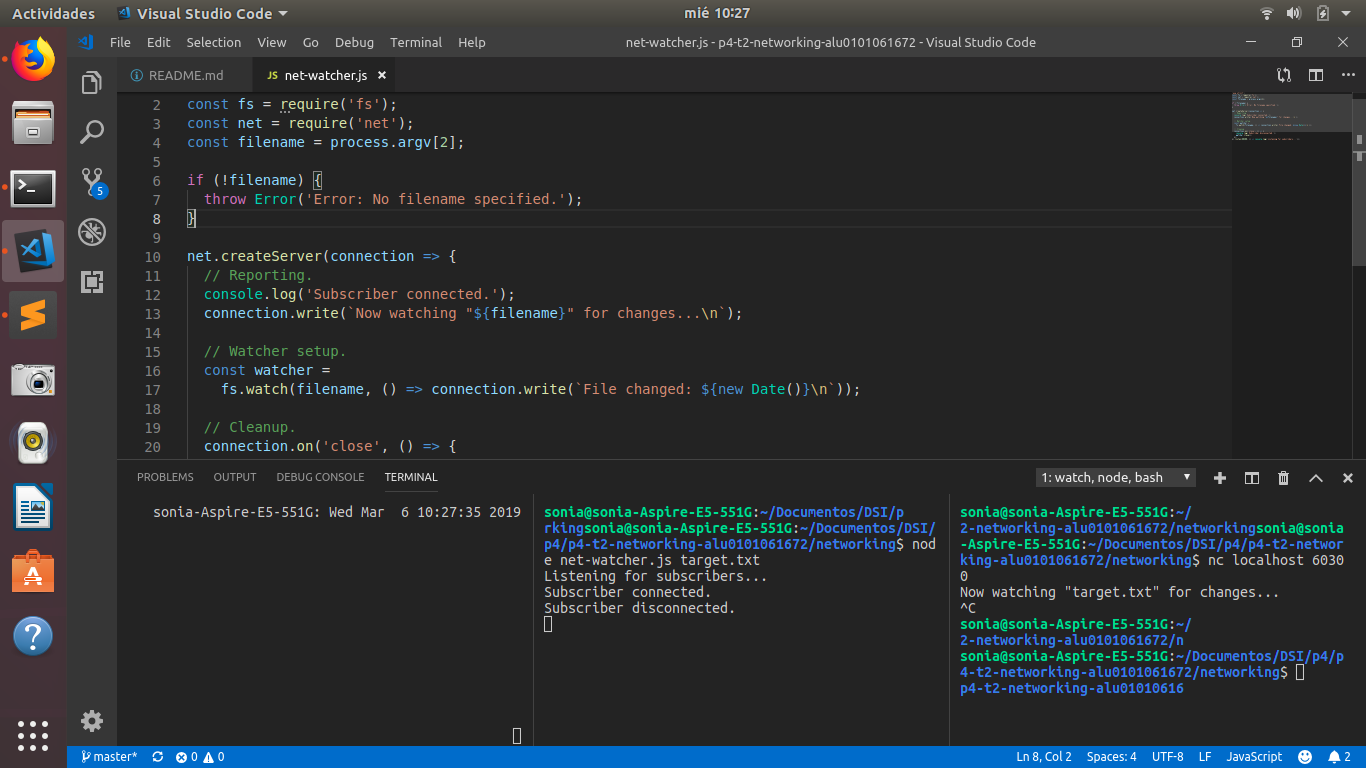 Actividades
Visual Studio Code
mié 10:27
File Edit Selection View Go Debug Terminal Help
net-watcher.js - p4-t2-networking-alu0101061672 - Visual Studio Code
README.md
JS net-watcher.js
5
2 const fs = require('fs');
3 const net = require('net');
4 const filename = process.argv[2];
5
6 if (!filename) {
7 throw Error('Error: No filename specified.');
8 }
9
10 net.createServer(connection => {
11 // Reporting.
12 console.log('Subscriber connected.');
13 connection.write(`Now watching "${filename}" for changes...\n`);
14
15 // Watcher setup.
16 const watcher =
17 fs.watch(filename, () => connection.write(`File changed: ${new Date()}\n`));
18
19 // Cleanup.
20 connection.on('close', () => {
PROBLEMS OUTPUT DEBUG CONSOLE TERMINAL
1: watch, node, bash
sonia-Aspire-E5-551G: Wed Mar  6 10:27:35 2019
sonia@sonia-Aspire-E5-551G:~/Documentos/DSI/p
rkingsonia@sonia-Aspire-E5-551G:~/Documentos/DSI/
p4/p4-t2-networking-alu0101061672/networking$ nod
e net-watcher.js target.txt
Listening for subscribers...
Subscriber connected.
Subscriber disconnected.
sonia@sonia-Aspire-E5-551G:~/
2-networking-alu0101061672/networkingsonia@sonia
-Aspire-E5-551G:~/Documentos/DSI/p4/p4-t2-networ
king-alu0101061672/networking$ nc localhost 6030
0
Now watching "target.txt" for changes...
^C
sonia@sonia-Aspire-E5-551G:~/
2-networking-alu0101061672/n
sonia@sonia-Aspire-E5-551G:~/Documentos/DSI/p4/p
4-t2-networking-alu0101061672/networking$
p4-t2-networking-alu01010616
master* 0 0
Ln 8, Col 2 Spaces: 4 UTF-8 LF JavaScript 2